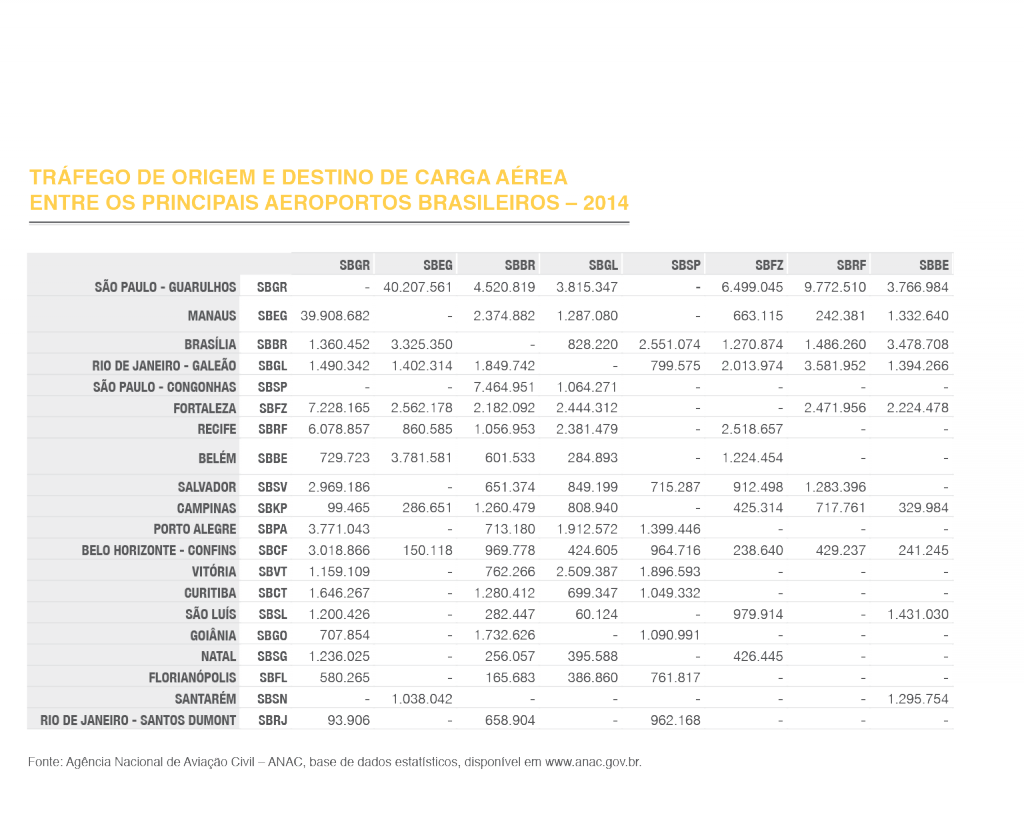 TRÁFEGO DE ORIGEM E DESTINO DE CARGA AÉREA
ENTRE OS PRINCIPAIS AEROPORTOS BRASILEIROS – 2014
SBGR SBEG SBBR SBGL SBSP SBFZ SBRF SBBE
SÃO PAULO - GUARULHOS SBGR - 40.207.561 4.520.819 3.815.347 - 6.499.045 9.772.510 3.766.984
MANAUS SBEG 39.908.682 - 2.374.882 1.287.080 - 663.115 242.381 1.332.640
BRASÍLIA SBBR 1.360.452 3.325.350 - 828.220 2.551.074 1.270.874 1.486.260 3.478.708
RIO DE JANEIRO - GALEÃO SBGL 1.490.342 1.402.314 1.849.742 - 799.575 2.013.974 3.581.952 1.394.266
SÃO PAULO - CONGONHAS SBSP - - 7.464.951 1.064.271 - - - -
FORTALEZA SBFZ 7.228.165 2.562.178 2.182.092 2.444.312 - - 2.471.956 2.224.478
RECIFE SBRF 6.078.857 860.585 1.056.953 2.381.479 - 2.518.657 - -
BELÉM SBBE 729.723 3.781.581 601.533 284.893 - 1.224.454 - -
SALVADOR SBSV 2.969.186 - 651.374 849.199 715.287 912.498 1.283.396 -
CAMPINAS SBKP 99.465 286.651 1.260.479 808.940 - 425.314 717.761 329.984
PORTO ALEGRE SBPA 3.771.043 - 713.180 1.912.572 1.399.446 - - -
BELO HORIZONTE - CONFINS SBCF 3.018.866 150.118 969.778 424.605 964.716 238.640 429.237 241.245
VITÓRIA SBVT 1.159.109 - 762.266 2.509.387 1.896.593 - - -
CURITIBA SBCT 1.646.267 - 1.280.412 699.347 1.049.332 - - -
SÃO LUÍS SBSL 1.200.426 - 282.447 60.124 - 979.914 - 1.431.030
GOIÂNIA SBGO 707.854 - 1.732.626 - 1.090.991 - - -
NATAL SBSG 1.236.025 - 256.057 395.588 - 426.445 - -
FLORIANÓPOLIS SBFL 580.265 - 165.683 386.860 761.817 - - -
SANTARÉM SBSN - 1.038.042 - - - - - 1.295.754
RIO DE JANEIRO - SANTOS DUMONT SBRJ 93.906 - 658.904 - 962.168 - - -
Fonte: Agência Nacional de Aviação Civil – ANAC, base de dados estatísticos, disponível em www.anac.gov.br.